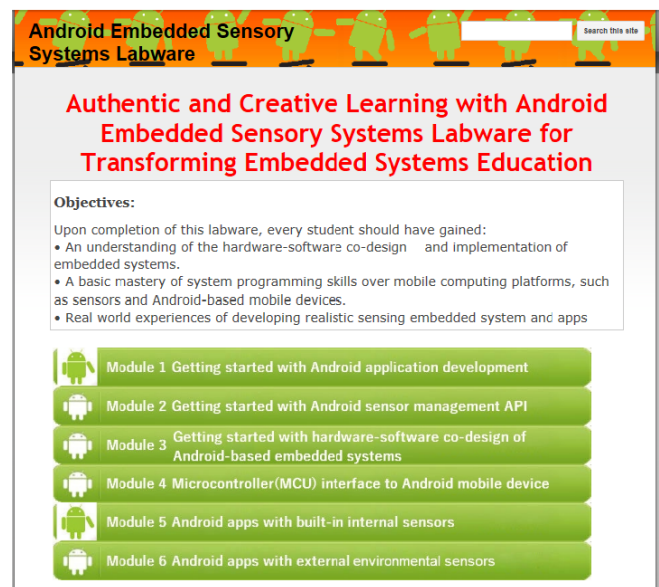 Android Embedded Sensory
Systems Labware
Search this site
Authentic and Creative Learning with Android
Embedded Sensory Systems Labware for
Transforming Embedded Systems Education
Objectives:
Upon completion of this labware, every student should have gained:
• An understanding of the hardware-software co-design and implementation of
embedded systems.
• A basic mastery of system programming skills over mobile computing platforms, such
as sensors and Android-based mobile devices.
• Real world experiences of developing realistic sensing embedded system and apps
Module 1 Getting started with Android application development
Module 2 Getting started with Android sensor management API
Module 3 Getting started with hardware-software co-design of
Android-based embedded systems
Module 4 Microcontroller(MCU) interface to Android mobile device
Module 5 Android apps with built-in internal sensors
Module 6 Android apps with external environmental sensors